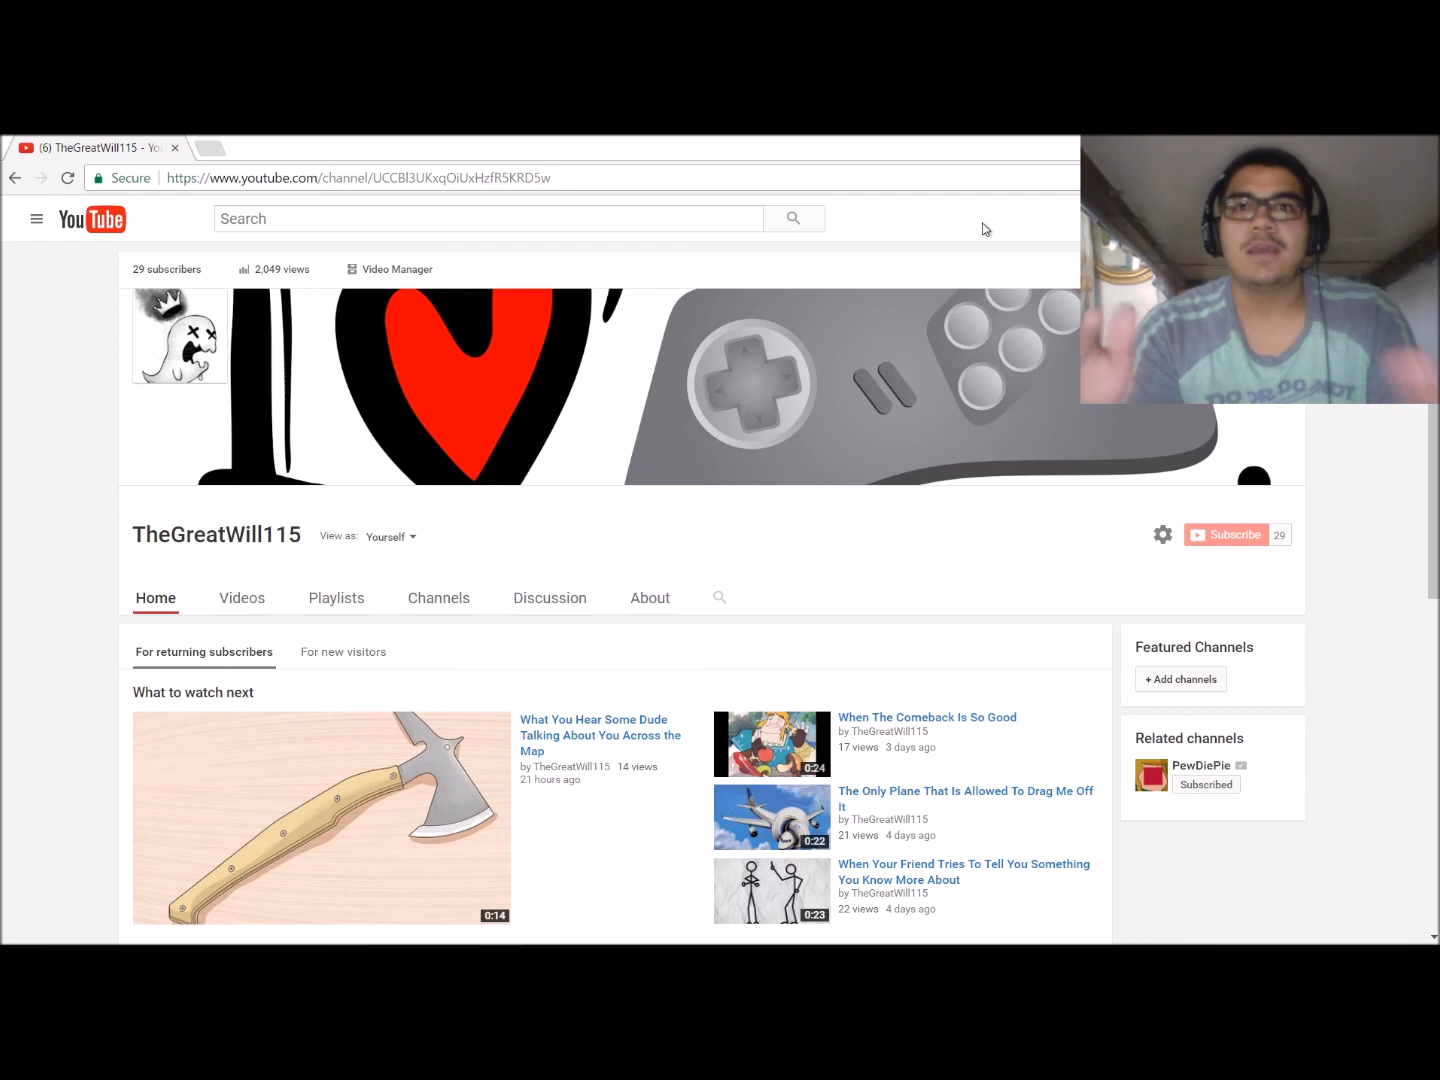 (6) TheGreatWill115 - Yo
Secure
https://www.youtube.com/channel/UCCBl3UKxqOiUxHzfR5KRD5w
YouTube
Search
29 subscribers
2,049 views
Video Manager
I
TheGreatWill115
View as: Yourself
Subscribe 29
Home
Videos
Playlists
Channels
Discussion
About
For returning subscribers
For new visitors
What to watch next
0:14
What You Hear Some Dude
Talking About You Across the
Map
by TheGreatWill115 14 views
21 hours ago
0:24
When The Comeback Is So Good
by TheGreatWill115
17 views 3 days ago
0:22
The Only Plane That Is Allowed To Drag Me Off
It
by TheGreatWill115
21 views 4 days ago
0:23
When Your Friend Tries To Tell You Something
You Know More About
by TheGreatWill115
22 views 4 days ago
Featured Channels
+ Add channels
Related channels
PewDiePie
Subscribed